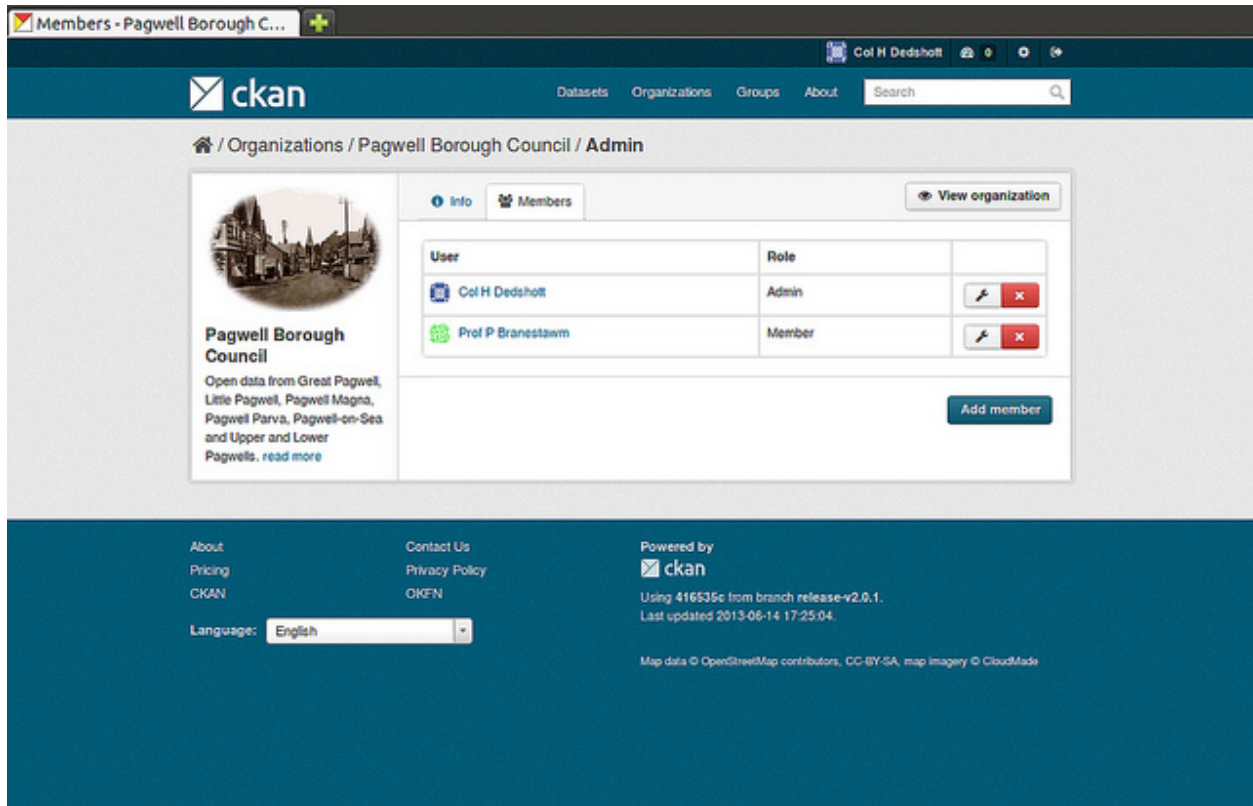 Members - Pagwell Borough C...
Col H Dedshott 0
ckan
Datasets Organizations Groups About Search
/ Organizations / Pagwell Borough Council / Admin
Info Members View organization
User Role
Col H Dedshott Admin
Prof P Branestawm Member
Add member
Pagwell Borough
Council
Open data from Great Pagwell,
Little Pagwell, Pagwell Magna,
Pagwell Parva, Pagwell-on-Sea
and Upper and Lower
Pagwells. read more
About
Pricing
CKAN
Contact Us
Privacy Policy
OKFN
Language: English
Powered by
ckan
Using 416535c from branch release-v2.0.1.
Last updated 2013-06-14 17:25:04.
Map data © OpenStreetMap contributors, CC-BY-SA, map imagery © CloudMade